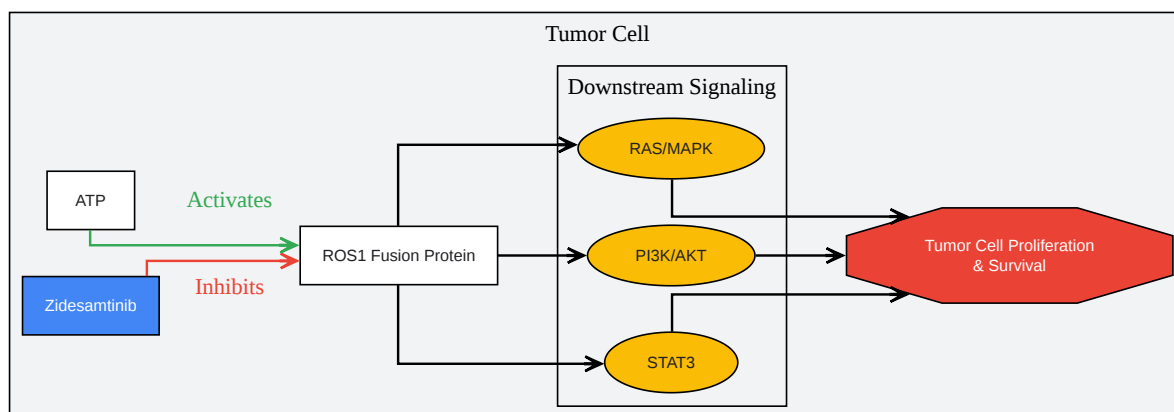 Tumor Cell
Downstream Signaling
RAS/MAPK
ATP
Activates
ROS1 Fusion Protein
PI3K/AKT
Tumor Cell Proliferation
& Survival
Inhibits
Zidesamtinib
STAT3